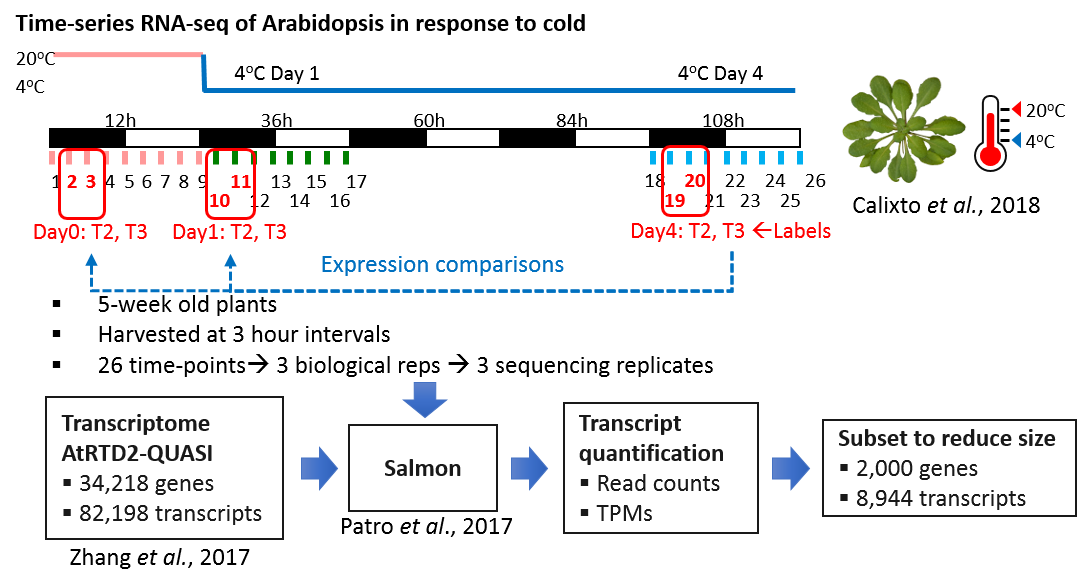 Time-series RNA-seq of Arabidopsis in response to cold
20°C
4°C
4°C Day 1
4°C Day 4
12h
36h
60h
84h
108h
20°C
4°C
1 2 3 4 5 6 7 8 9 11 13 15 17 18 20 22 24 26
10 12 14 16 19 21 23 25
Calixto et al., 2018
Day0: T2, T3
Day1: T2, T3
Day4: T2, T3 ←Labels
Expression comparisons
▪ 5-week old plants
▪ Harvested at 3 hour intervals
▪ 26 time-points→ 3 biological reps → 3 sequencing replicates
Transcriptome
AtRTD2-QUASI
▪ 34,218 genes
▪ 82,198 transcripts
Zhang et al., 2017
Salmon
Patro et al., 2017
Transcript
quantification
▪ Read counts
▪ TPMs
Subset to reduce size
▪ 2,000 genes
▪ 8,944 transcripts